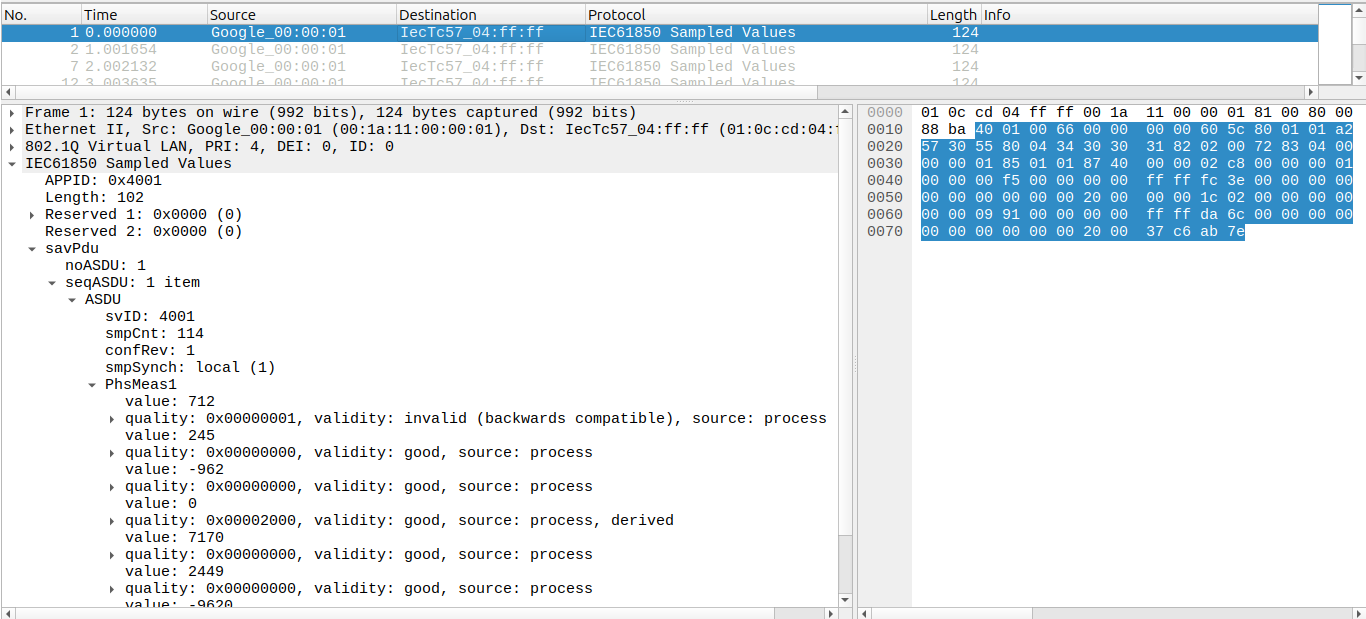 No. Time Source Destination Protocol Length Info
1 0.000000 Google_00:00:01 IecTc57_04:ff:ff IEC61850 Sampled Values 124
2 1.001654 Google_00:00:01 IecTc57_04:ff:ff IEC61850 Sampled Values 124
7 2.002132 Google_00:00:01 IecTc57_04:ff:ff IEC61850 Sampled Values 124
12 3.003635 Google_00:00:01 IecTc57_04:ff:ff IEC61850 Sampled Values 124
Frame 1: 124 bytes on wire (992 bits), 124 bytes captured (992 bits)
Ethernet II, Src: Google_00:00:01 (00:1a:11:00:00:01), Dst: IecTc57_04:ff:ff (01:0c:cd:04:
802.1Q Virtual LAN, PRI: 4, DEI: 0, ID: 0
IEC61850 Sampled Values
APPID: 0x4001
Length: 102
Reserved 1: 0x0000 (0)
Reserved 2: 0x0000 (0)
savPdu
noASDU: 1
seqASDU: 1 item
ASDU
svID: 4001
smpCnt: 114
confRev: 1
smpSynch: local (1)
PhsMeas1
value: 712
quality: 0x00000001, validity: invalid (backwards compatible), source: process
value: 245
quality: 0x00000000, validity: good, source: process
value: -962
quality: 0x00000000, validity: good, source: process
value: 0
quality: 0x00002000, validity: good, source: process, derived
value: 7170
quality: 0x00000000, validity: good, source: process
value: 2449
quality: 0x00000000, validity: good, source: process
value: -9620
0000 01 0c cd 04 ff ff 00 1a 11 00 00 01 81 00 80 00
0010 88 ba 40 01 00 66 00 00 00 00 60 5c 80 01 01 a2
0020 57 30 55 80 04 34 30 30 31 82 02 00 72 83 04 00
0030 00 00 01 85 01 01 87 40 00 00 02 c8 00 00 00 01
0040 00 00 00 f5 00 00 00 00 ff ff fc 3e 00 00 00 00
0050 00 00 00 00 00 00 20 00 00 00 1c 02 00 00 00 00
0060 00 00 09 91 00 00 00 00 ff ff da 6c 00 00 00 00
0070 00 00 00 00 00 00 20 00 37 c6 ab 7e